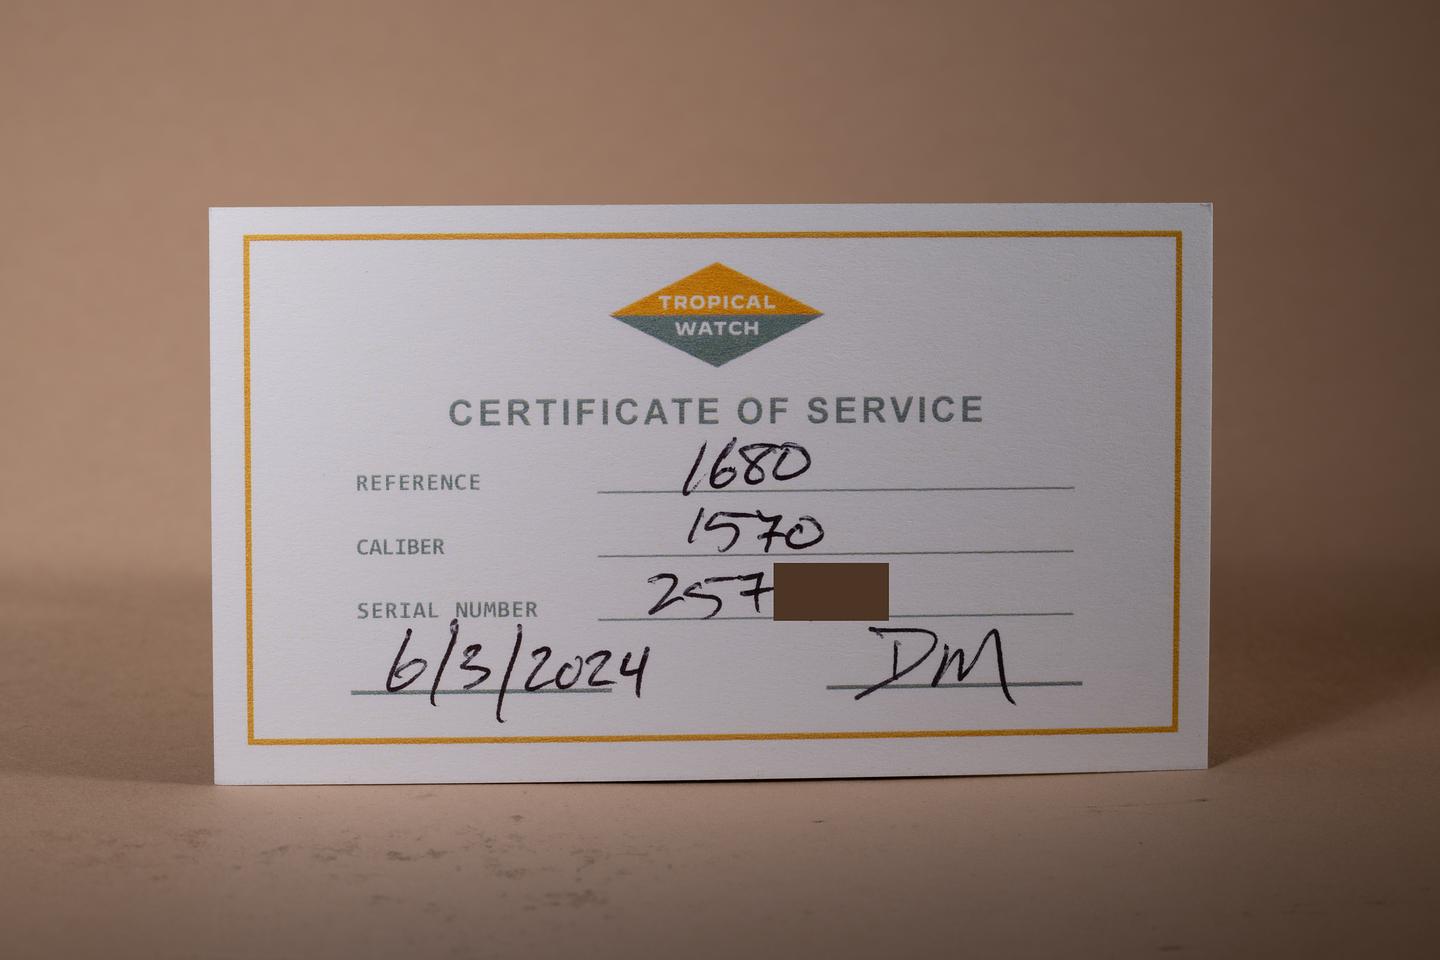 TROPICAL
WATCH
CERTIFICATE OF SERVICE
REFERENCE 1680
CALIBER 1570
SERIAL NUMBER 257
6/3/2024 DM